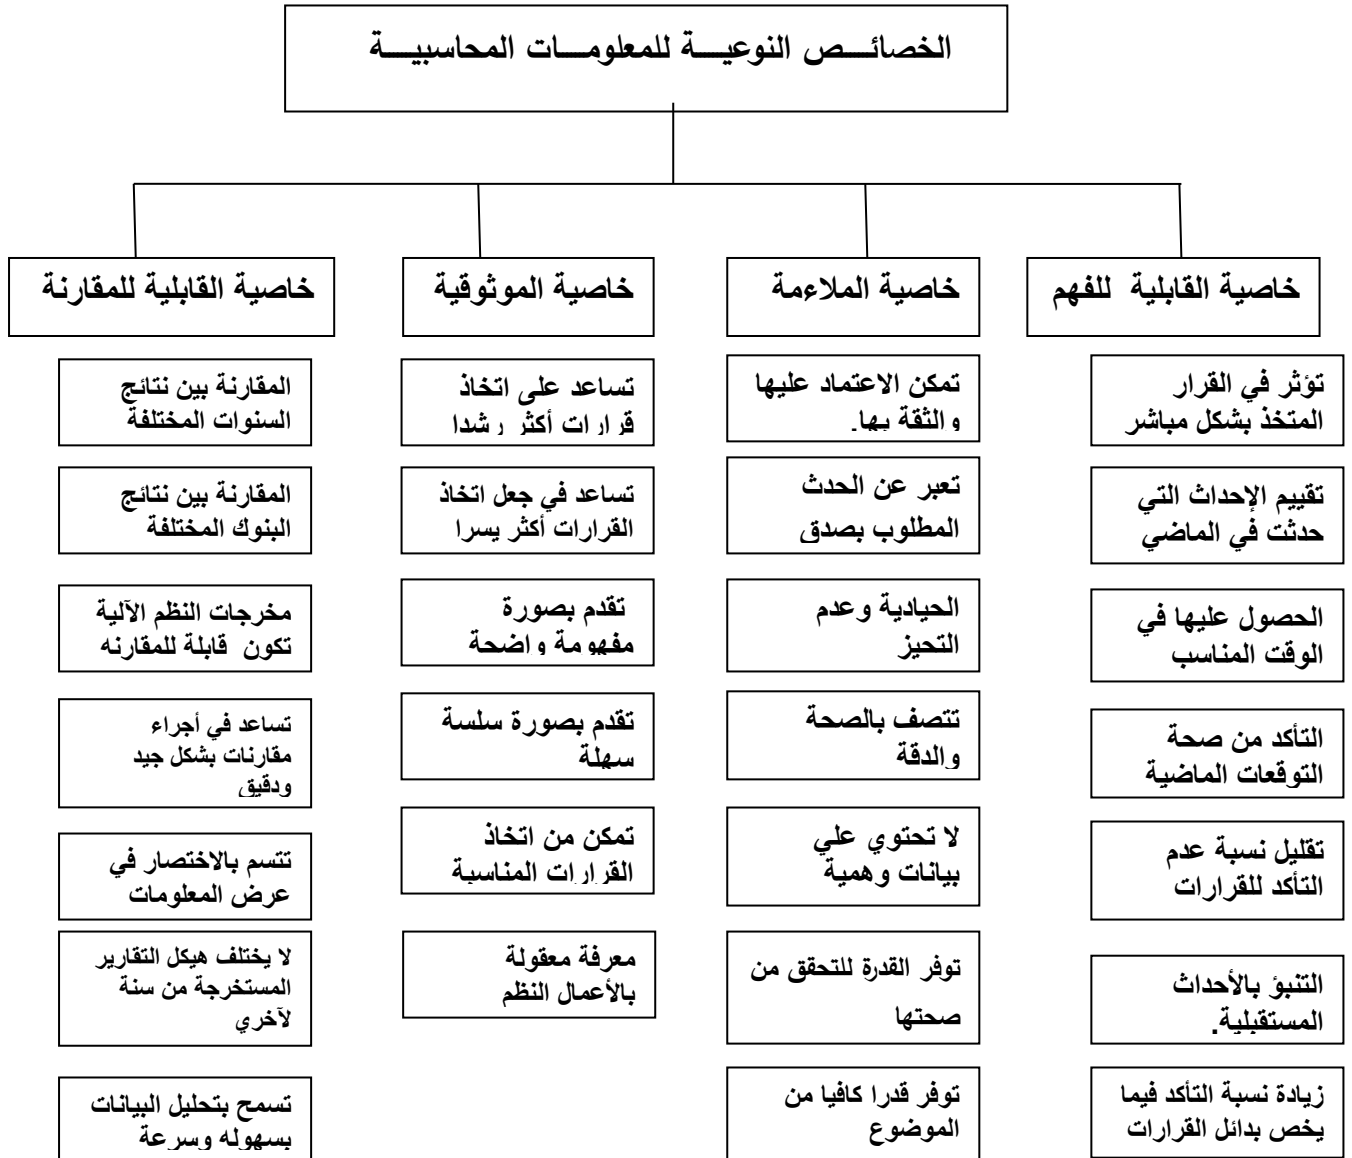 الخصائــــص النوعيــــة للمعلومــــات المحاسبيــــة
خاصية القابلية للفهم
تؤثر في القرار
المتخذ بشكل مباشر
تقييم الإحداث التي
حدثت في الماضي
الحصول عليها في
الوقت المناسب
التأكد من صحة
التوقعات الماضية
تقليل نسبة عدم
التأكد للقرارات
التنبؤ بالأحداث
المستقبلية.
زيادة نسبة التأكد فيما
يخص بدائل القرارات
خاصية الملاءمة
تمكن الاعتماد عليها
والثقة بها.
تعبر عن الحدث
المطلوب بصدق
الحيادية وعدم
التحيز
تتصف بالصحة
والدقة
لا تحتوي علي
بيانات وهمية
توفر القدرة للتحقق من
صحتها
توفر قدرا كافيا من
الموضوع
خاصية الموثوقية
تساعد على اتخاذ
قرارات أكثر رشدا
تساعد في جعل اتخاذ
القرارات أكثر يسرا
تقدم بصورة
مفهومة واضحة
تقدم بصورة سلسة
سهلة
تمكن من اتخاذ
القرارات المناسبة
معرفة معقولة
بالأعمال النظم
خاصية القابلية للمقارنة
المقارنة بين نتائج
السنوات المختلفة
المقارنة بين نتائج
البنوك المختلفة
مخرجات النظم الآلية
تكون قابلة للمقارنه
تساعد في أجراء
مقارنات بشكل جيد
ودقيق
تتسم بالاختصار في
عرض المعلومات
لا يختلف هيكل التقارير
المستخرجة من سنة
لآخري
تسمح بتحليل البيانات
بسهوله وسرعة